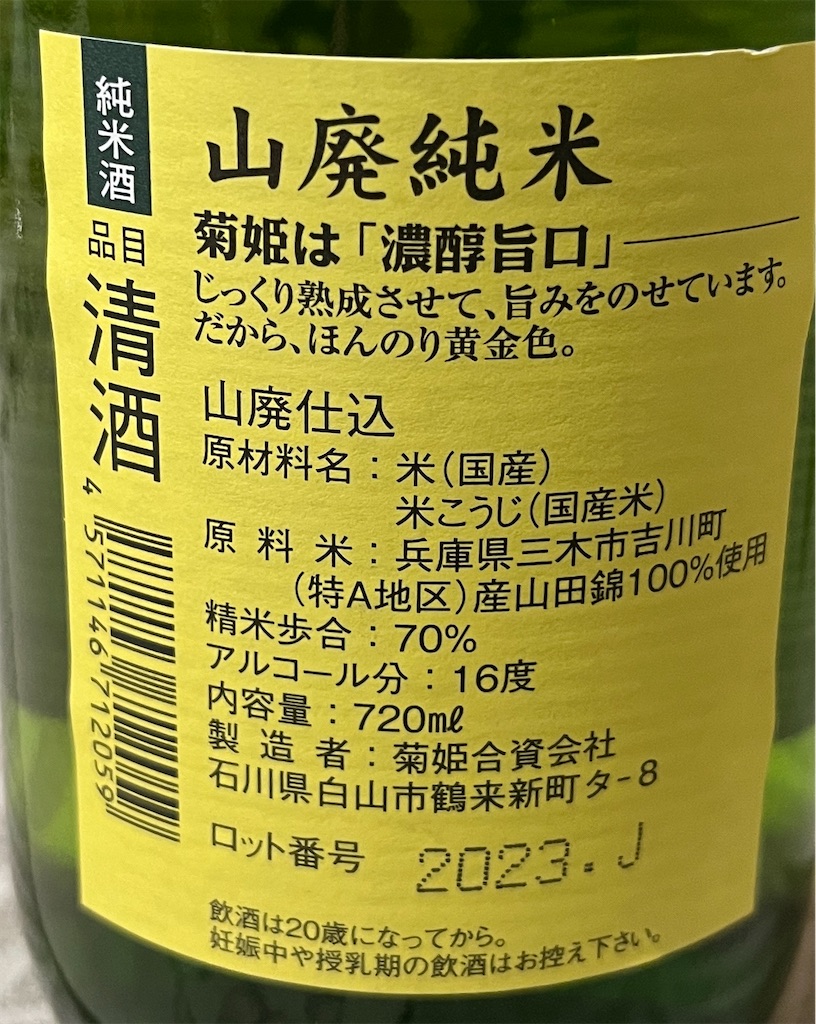 純米酒
品目
清酒
4 571146 712059
山廃純米
菊姫は「濃醇旨口」
じっくり熟成させて、旨みをのせています。
だから、ほんのり黄金色。
山廃仕込
原材料名：米(国産)
米こうじ(国産米)
原料米：兵庫県三木市吉川町
(特A地区)産山田錦100%使用
精米歩合：70%
アルコール分：16度
内容量：720mℓ
製造者：菊姫合資会社
石川県白山市鶴来新町タ-8
ロット番号 2023.J
飲酒は20歳になってから。
妊娠中や授乳期の飲酒はお控え下さい。